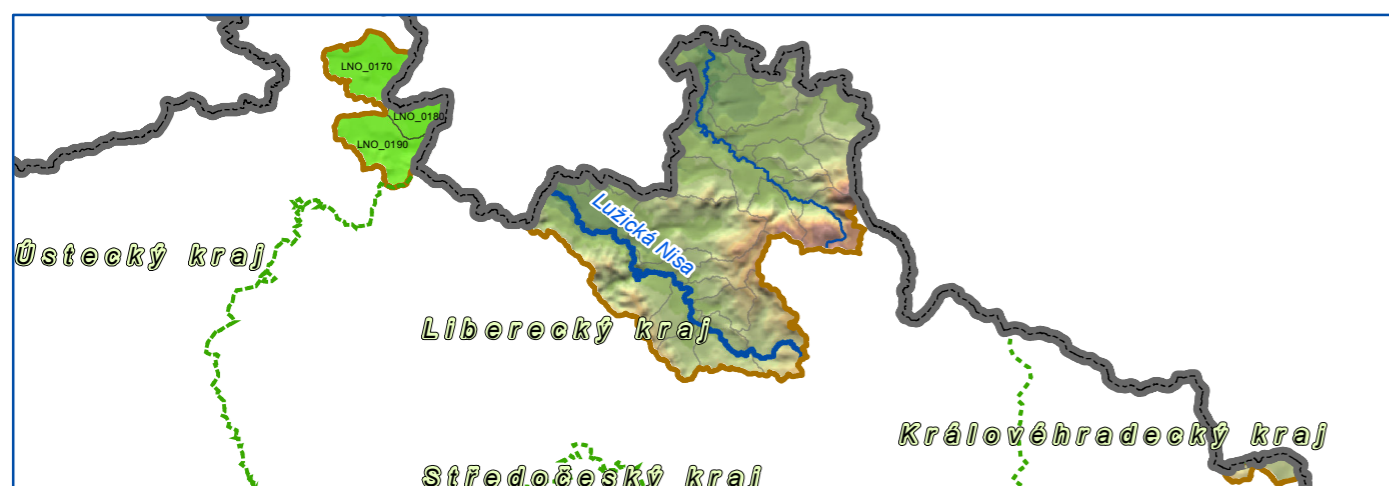 LNO_0170
LNO_0180
LNO_0190
Lužická Nisa
Ústecký kraj
Liberecký kraj
Královéhradecký kraj
Středočeský kraj